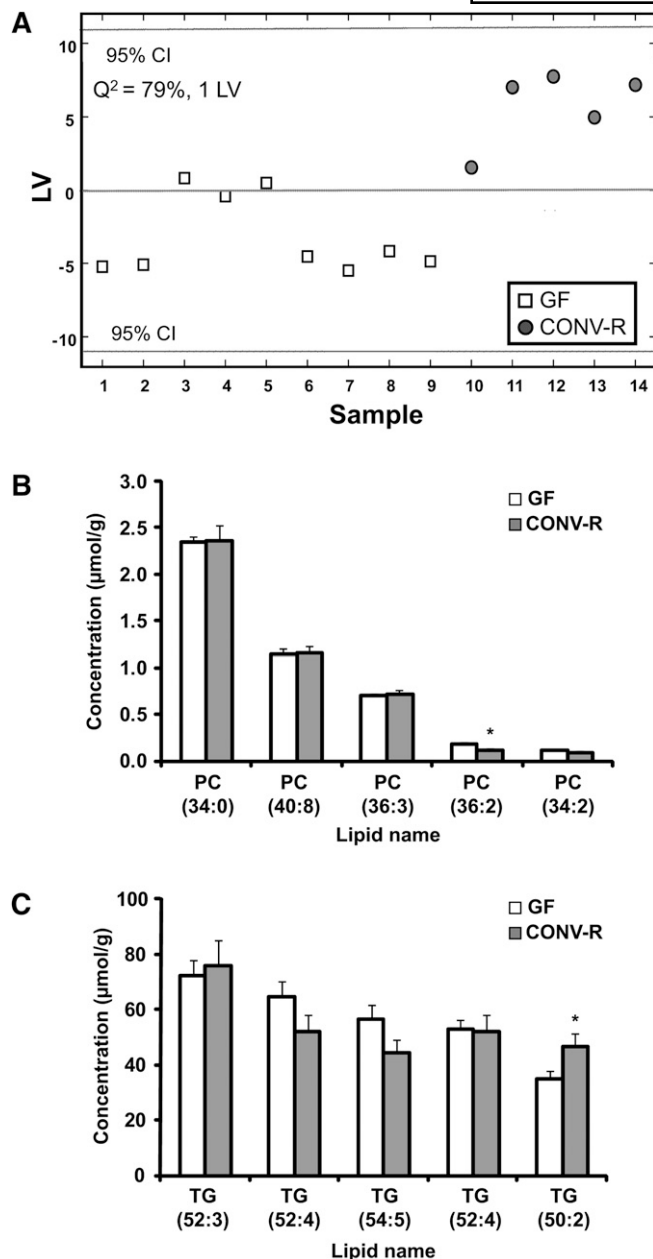 A
10
5
0
-5
-10
LV
95% CI
Q² = 79%, 1 LV
95% CI
GF
CONV-R
1 2 3 4 5 6 7 8 9 10 11 12 13 14
Sample
B
Concentration (µmol/g)
3.0
2.5
2.0
1.5
1.0
0.5
0.0
GF
CONV-R
*
PC PC PC PC PC
(34:0) (40:8) (36:3) (36:2) (34:2)
Lipid name
C
Concentration (µmol/g)
100
80
60
40
20
0
GF
CONV-R
*
TG TG TG TG TG
(52:3) (52:4) (54:5) (52:4) (50:2)
Lipid name